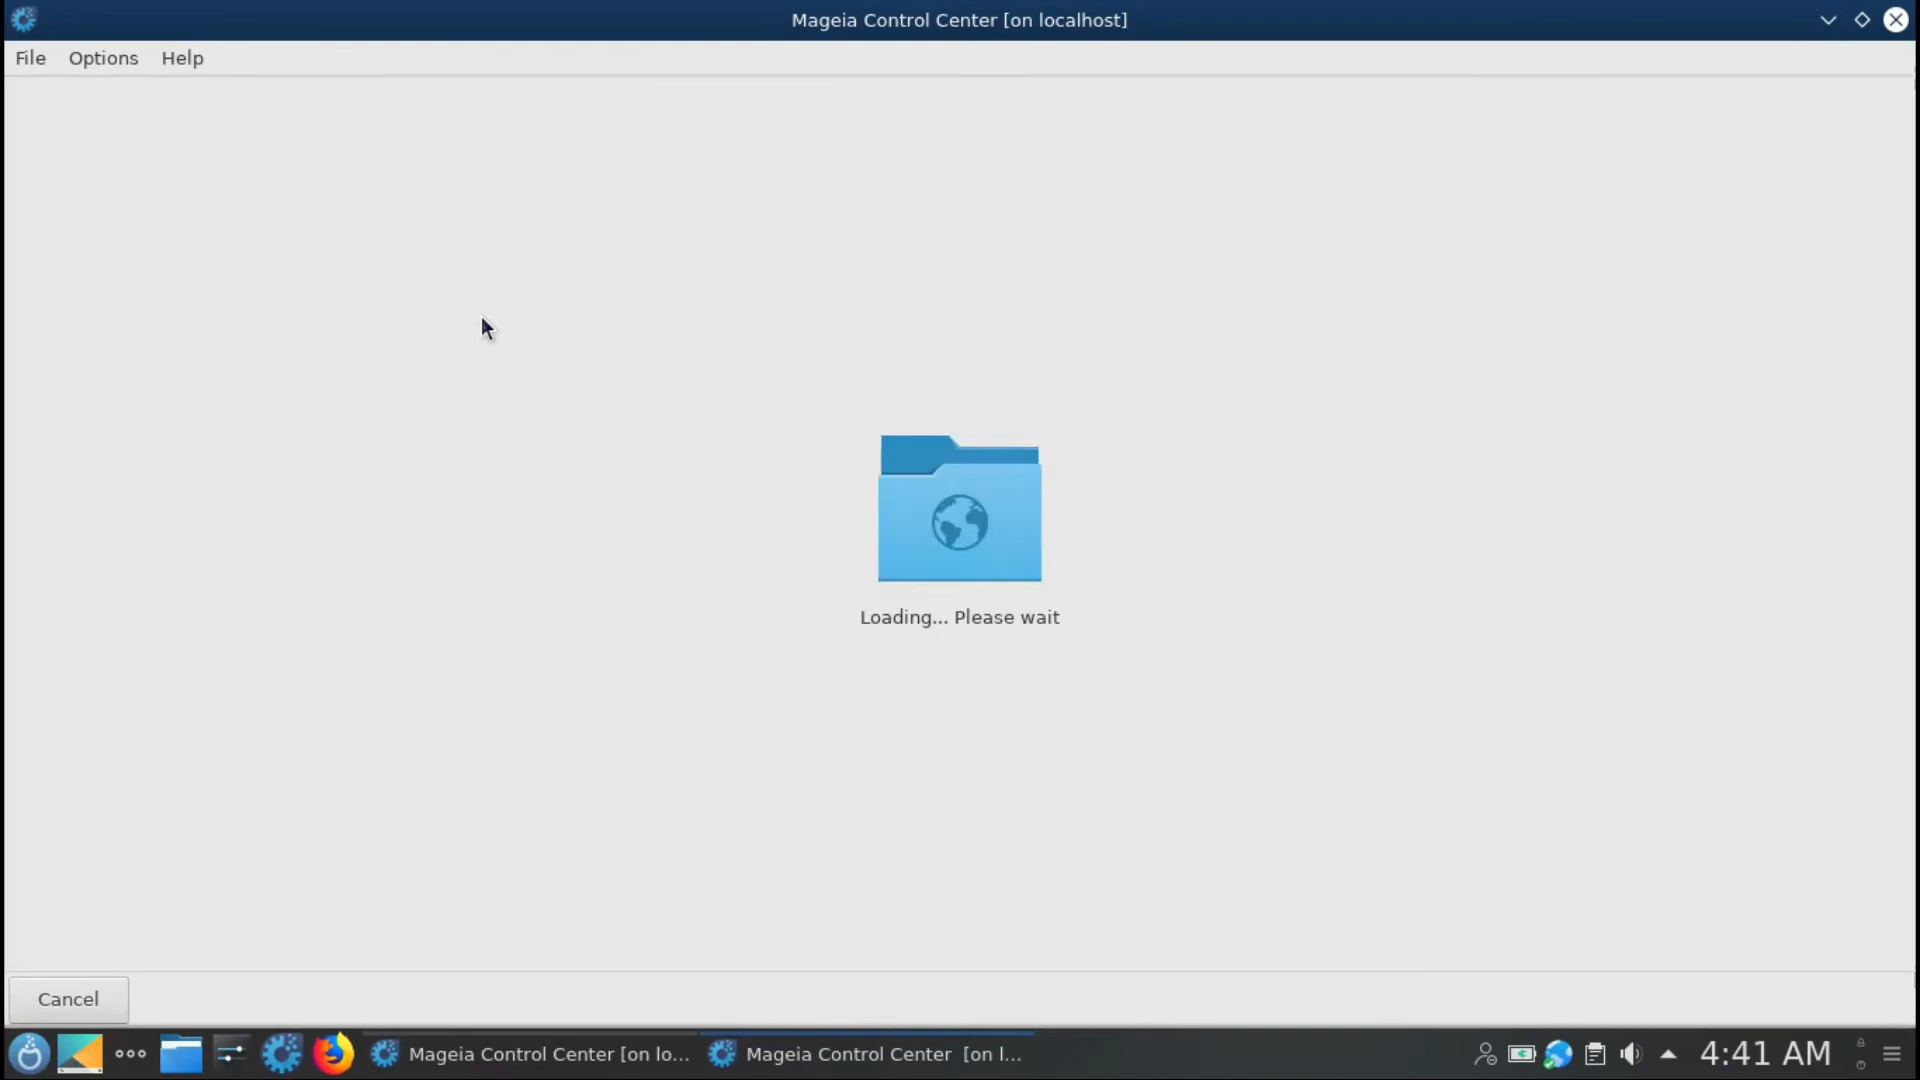 Mageia Control Center [on localhost]
File Options Help
Loading... Please wait
Cancel
Mageia Control Center [on lo... Mageia Control Center [on l... 4:41 AM